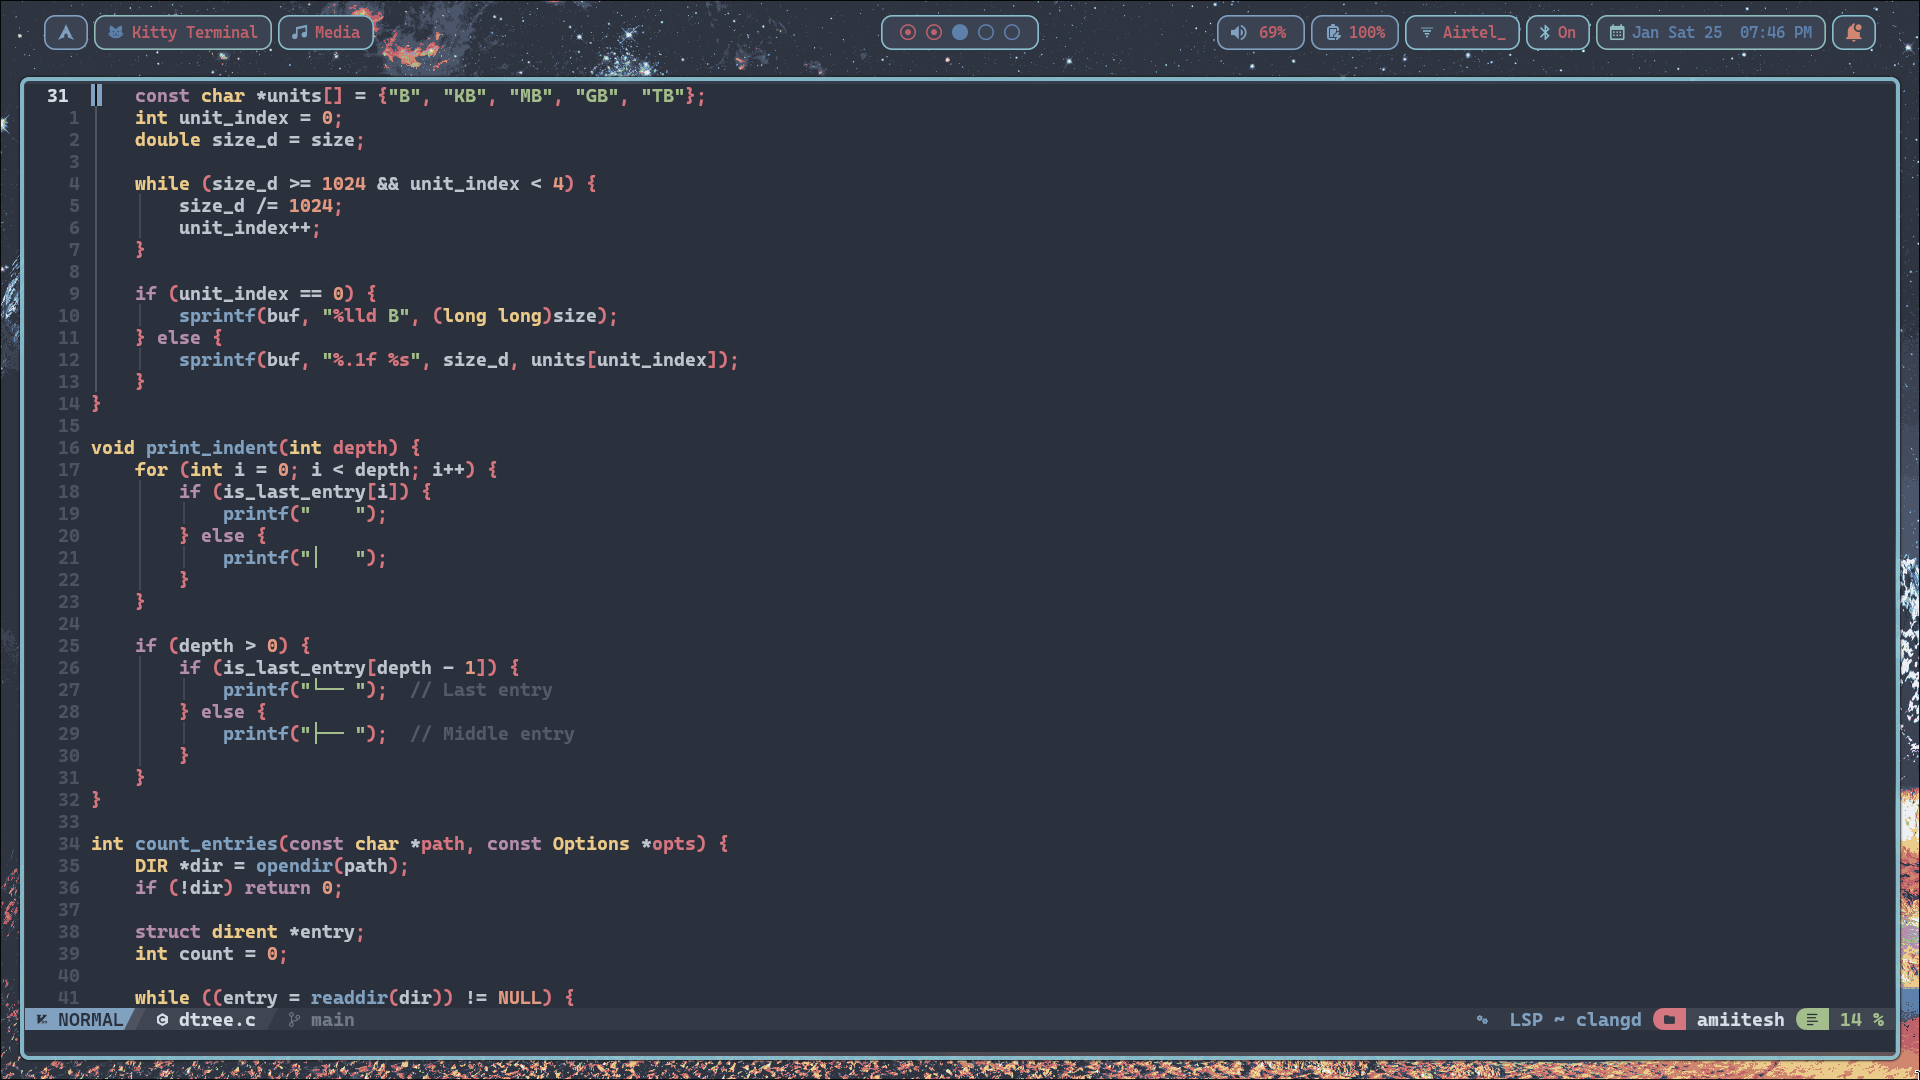 Kitty Terminal Media 69% 100% Airtel_ On Jan Sat 25 07:46 PM
31     const char *units[] = {"B", "KB", "MB", "GB", "TB"};
1     int unit_index = 0;
2     double size_d = size;
3
4     while (size_d >= 1024 && unit_index < 4) {
5         size_d /= 1024;
6         unit_index++;
7     }
8
9     if (unit_index == 0) {
10         sprintf(buf, "%lld B", (long long)size);
11     } else {
12         sprintf(buf, "%.1f %s", size_d, units[unit_index]);
13     }
14 }
15
16 void print_indent(int depth) {
17     for (int i = 0; i < depth; i++) {
18         if (is_last_entry[i]) {
19             printf("    ");
20         } else {
21             printf("│   ");
22         }
23     }
24
25     if (depth > 0) {
26         if (is_last_entry[depth - 1]) {
27             printf("└── ");  // Last entry
28         } else {
29             printf("├── ");  // Middle entry
30         }
31     }
32 }
33
34 int count_entries(const char *path, const Options *opts) {
35     DIR *dir = opendir(path);
36     if (!dir) return 0;
37
38     struct dirent *entry;
39     int count = 0;
40
41     while ((entry = readdir(dir)) != NULL) {
NORMAL dtree.c main LSP ~ clangd amiitesh 14 %